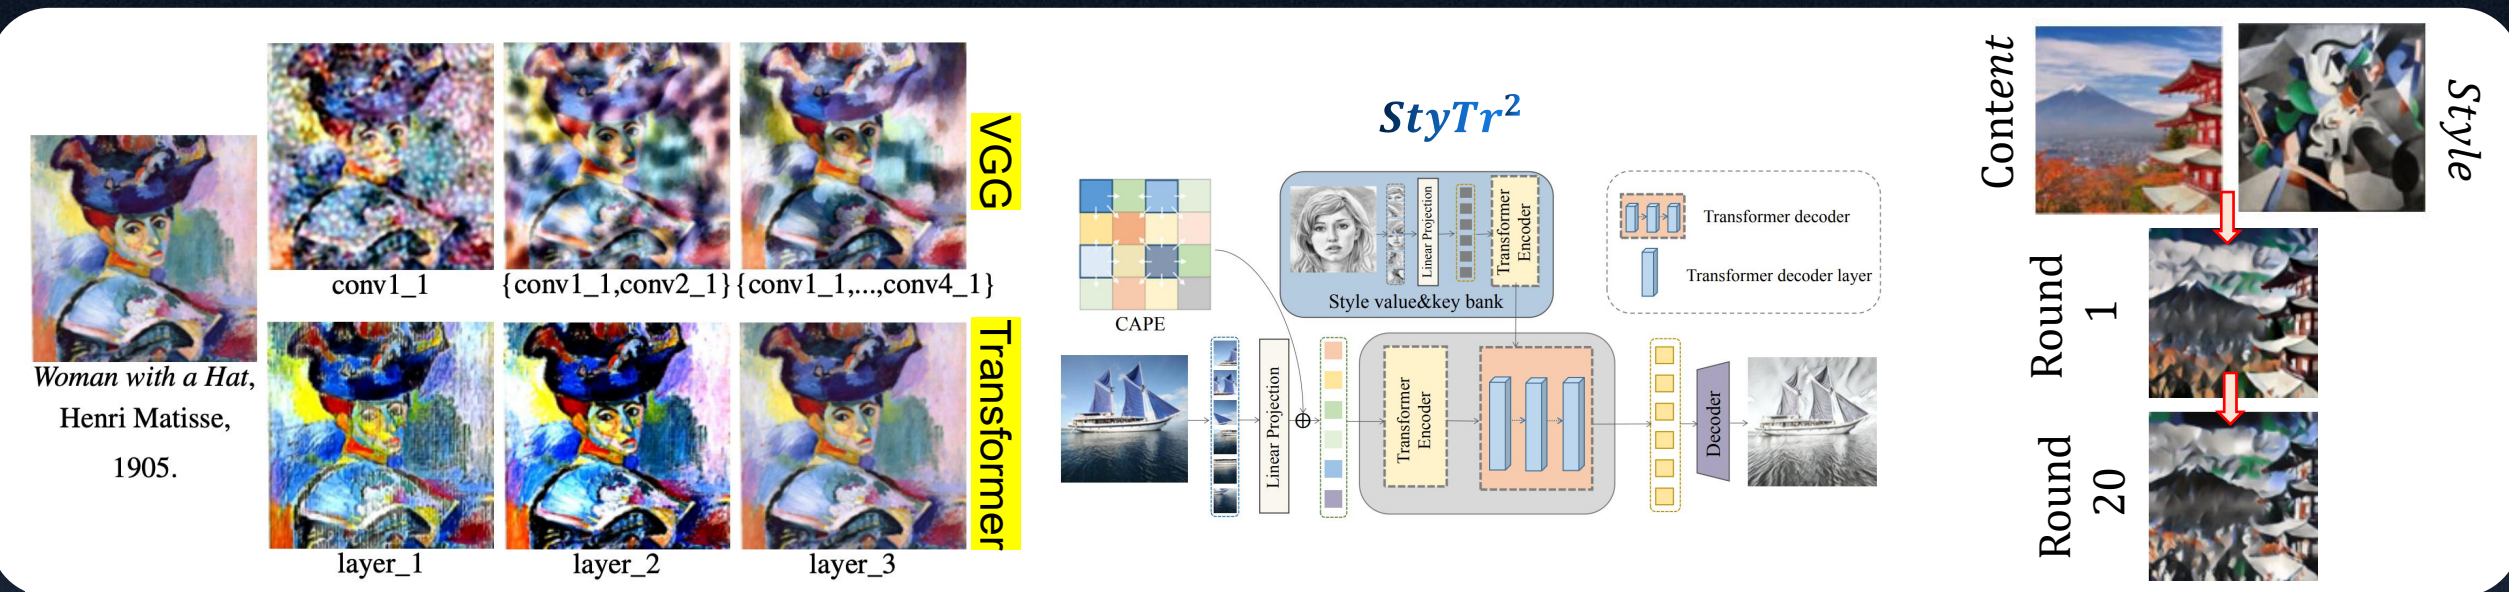 Woman with a Hat,
Henri Matisse,
1905.
conv1_1
{conv1_1,conv2_1}
{conv1_1,...,conv4_1}
VGG
layer_1
layer_2
layer_3
Transformer
StyTr²
CAPE
Linear Projection
Transformer
Encoder
Style value&key bank
Transformer decoder
Transformer decoder layer
Linear Projection
Transformer
Encoder
Decoder
Content
Style
Round
1
Round
20